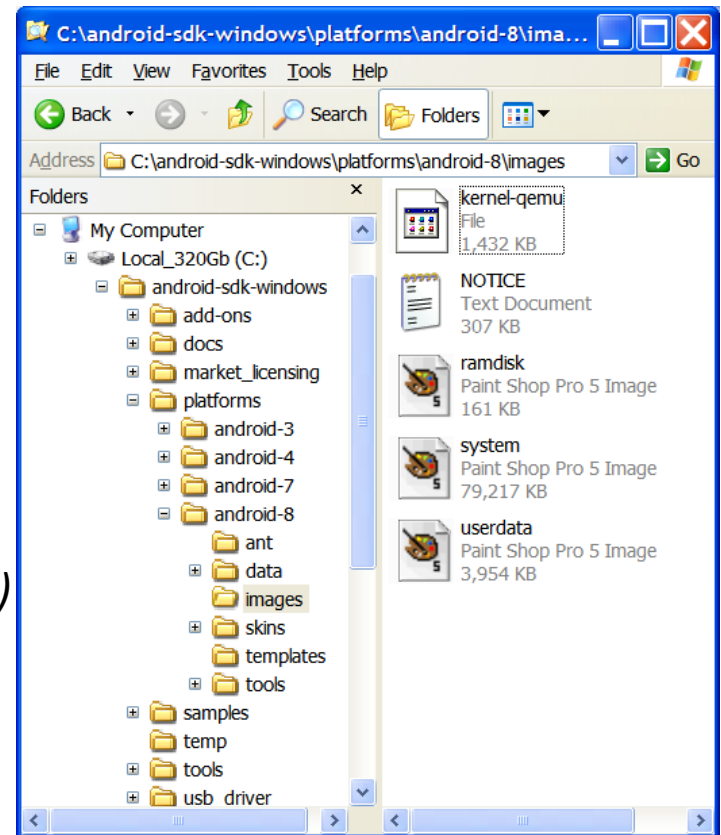 C:\android-sdk-windows\platforms\android-8\ima...
File Edit View Favorites Tools Help
Back Search Folders
Address C:\android-sdk-windows\platforms\android-8\images Go
Folders x
My Computer
Local_320Gb (C:)
android-sdk-windows
add-ons
docs
market_licensing
platforms
android-3
android-4
android-7
android-8
ant
data
images
skins
templates
tools
samples
temp
tools
usb_driver
)
kernel-qemu
File
1,432 KB
NOTICE
Text Document
307 KB
ramdisk
Paint Shop Pro 5 Image
161 KB
system
Paint Shop Pro 5 Image
79,217 KB
userdata
Paint Shop Pro 5 Image
3,954 KB